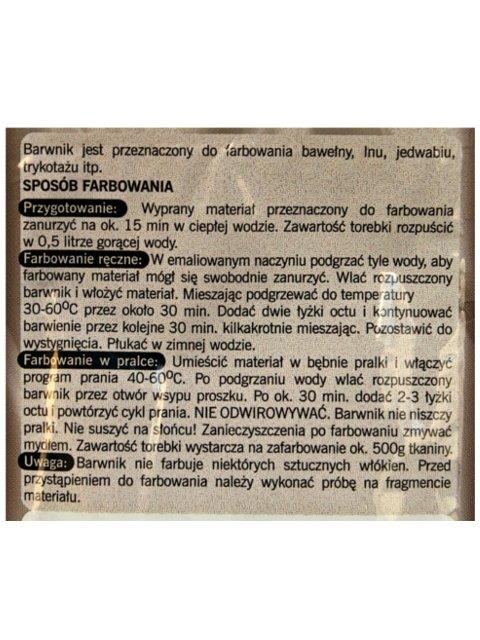 Barwnik jest przeznaczony do farbowania bawełny, lnu, jedwabiu,
trykotażu itp.
SPOSÓB FARBOWANIA
Przygotowanie: Wyprany materiał przeznaczony do farbowania
zanurzyć na ok. 15 min w ciepłej wodzie. Zawartość torebki rozpuścić
w 0,5 litrze gorącej wody.
Farbowanie ręczne: W emaliowanym naczyniu podgrzać tyle wody, aby
farbowany materiał mógł się swobodnie zanurzyć. Wlać rozpuszczony
barwnik i włożyć materiał. Mieszając podgrzewać do temperatury
30-60ºC przez około 30 min. Dodać dwie łyżki octu i kontynuować
barwienie przez kolejne 30 min. kilkakrotnie mieszając. Pozostawić do
wystygnięcia. Płukać w zimnej wodzie.
Farbowanie w pralce: Umieścić materiał w bębnie pralki i włączyć
program prania 40-60ºC. Po podgrzaniu wody wlać rozpuszczony
barwnik przez otwór wsypu proszku. Po ok. 30 min. dodać 2-3 łyżki
octu i powtórzyć cykl prania. NIE ODWIROWYWAĆ. Barwnik nie niszczy
pralki. Nie suszyć na słońcu! Zanieczyszczenia po farbowaniu zmywać
mydłem. Zawartość torebki wystarcza na zafarbowanie ok. 500g tkaniny.
Uwaga: Barwnik nie farbuje niektórych sztucznych włókien. Przed
przystąpieniem do farbowania należy wykonać próbę na fragmencie
materiału.